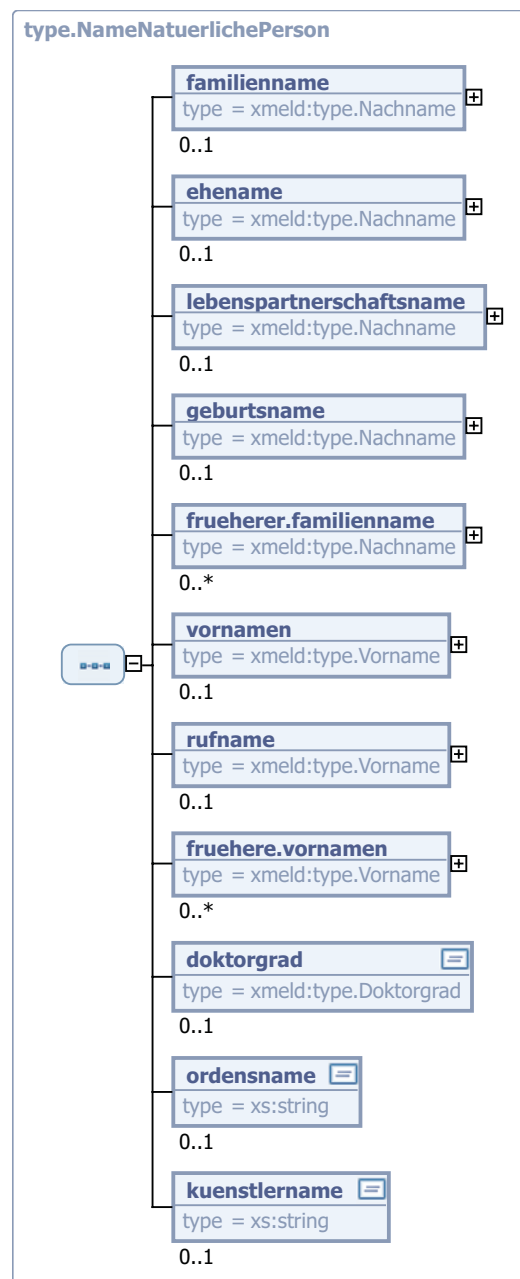 type.NameNatuerlichePerson
familienname
type = xmeld:type.Nachname
0..1
ehename
type = xmeld:type.Nachname
0..1
lebenspartnerschaftsname
type = xmeld:type.Nachname
0..1
geburtsname
type = xmeld:type.Nachname
0..1
frueherer.familienname
type = xmeld:type.Nachname
0..*
vornamen
type = xmeld:type.Vorname
0..1
rufname
type = xmeld:type.Vorname
0..1
fruehere.vornamen
type = xmeld:type.Vorname
0..*
doktorgrad
type = xmeld:type.Doktorgrad
0..1
ordensname
type = xs:string
0..1
kuenstlername
type = xs:string
0..1